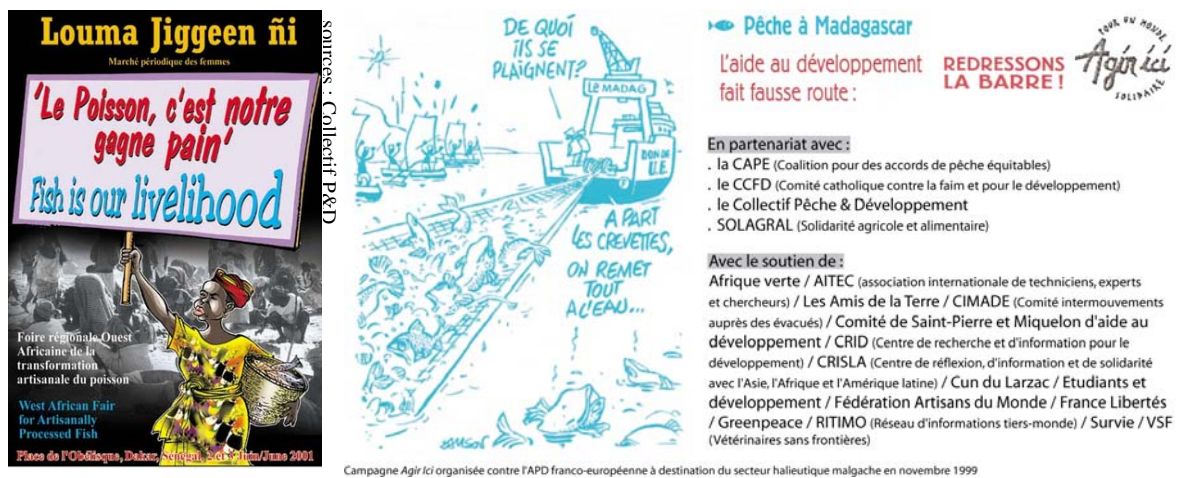 Louma Jiggeen ñi
Marché périodique des femmes
'Le Poisson, c'est notre
gagne pain'
Fish is our livelihood
Foire régionale Ouest
Africaine de la
transformation
artisanale du poisson
West African Fair
for Artisanally
Processed Fish
Place de l'Obélisque, Dakar, Sénégal, 2 et 3 Juin/June 2001
sources : Collectif P&D
DE QUOI
ILS SE
PLAIGNENT?
LE MADAG
DON DE
U.E.
A PART
LES CREVETTES,
ON REMET
TOUT
A L'EAU...
SAMSON
Pêche à Madagascar
L'aide au développement
fait fausse route :
REDRESSONS
LA BARRE !
POUR UN MONDE
Agir ici
SOLIDAIRE
En partenariat avec :
. la CAPE (Coalition pour des accords de pêche équitables)
. le CCFD (Comité catholique contre la faim et pour le développement)
. le Collectif Pêche & Développement
. SOLAGRAL (Solidarité agricole et alimentaire)
Avec le soutien de :
Afrique verte / AITEC (association internationale de techniciens, experts
et chercheurs) / Les Amis de la Terre / CIMADE (Comité intermouvements
auprès des évacués) / Comité de Saint-Pierre et Miquelon d'aide au
développement / CRID (Centre de recherche et d'information pour le
développement) / CRISLA (Centre de réflexion, d'information et de solidarité
avec l'Asie, l'Afrique et l'Amérique latine) / Cun du Larzac / Etudiants et
développement / Fédération Artisans du Monde / France Libertés
/ Greenpeace / RITIMO (Réseau d'informations tiers-monde) / Survie / VSF
(Vétérinaires sans frontières)
Campagne Agir Ici organisée contre l'APD franco-européenne à destination du secteur halieutique malgache en novembre 1999